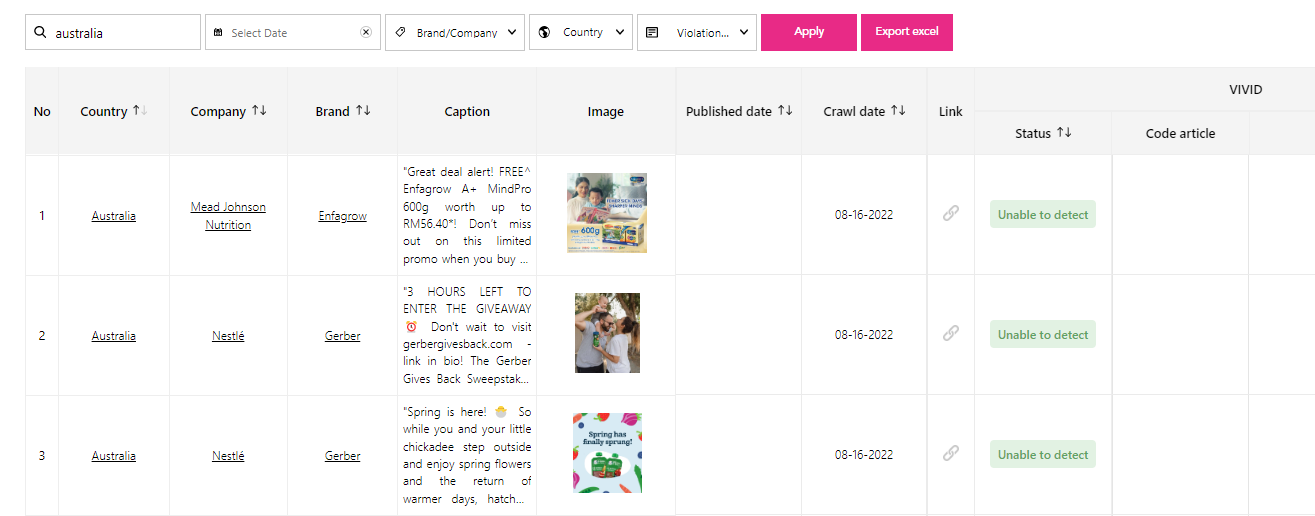 australia
Select Date
Brand/Company
Country
Violation...
Apply
Export excel
No
Country
Company
Brand
Caption
Image
Published date
Crawl date
Link
VIVID
Status
Code article
1
Australia
Mead Johnson
Nutrition
Enfagrow
"Great deal alert! FREE^
Enfagrow A+ MindPro
600g worth up to
RM56.40*! Don't miss
out on this limited
promo when you buy ...
FEWER SICK DAYS,
SHARPER MINDS
600g
08-16-2022
Unable to detect
2
Australia
Nestlé
Gerber
"3 HOURS LEFT TO
ENTER THE GIVEAWAY
⏰ Don't wait to visit
gerbergivesback.com -
link in bio! The Gerber
Gives Back Sweepstak...
08-16-2022
Unable to detect
3
Australia
Nestlé
Gerber
"Spring is here! 🐣 So
while you and your little
chickadee step outside
and enjoy spring flowers
and the return of
warmer days, hatch...
Spring has
finally sprung!
08-16-2022
Unable to detect